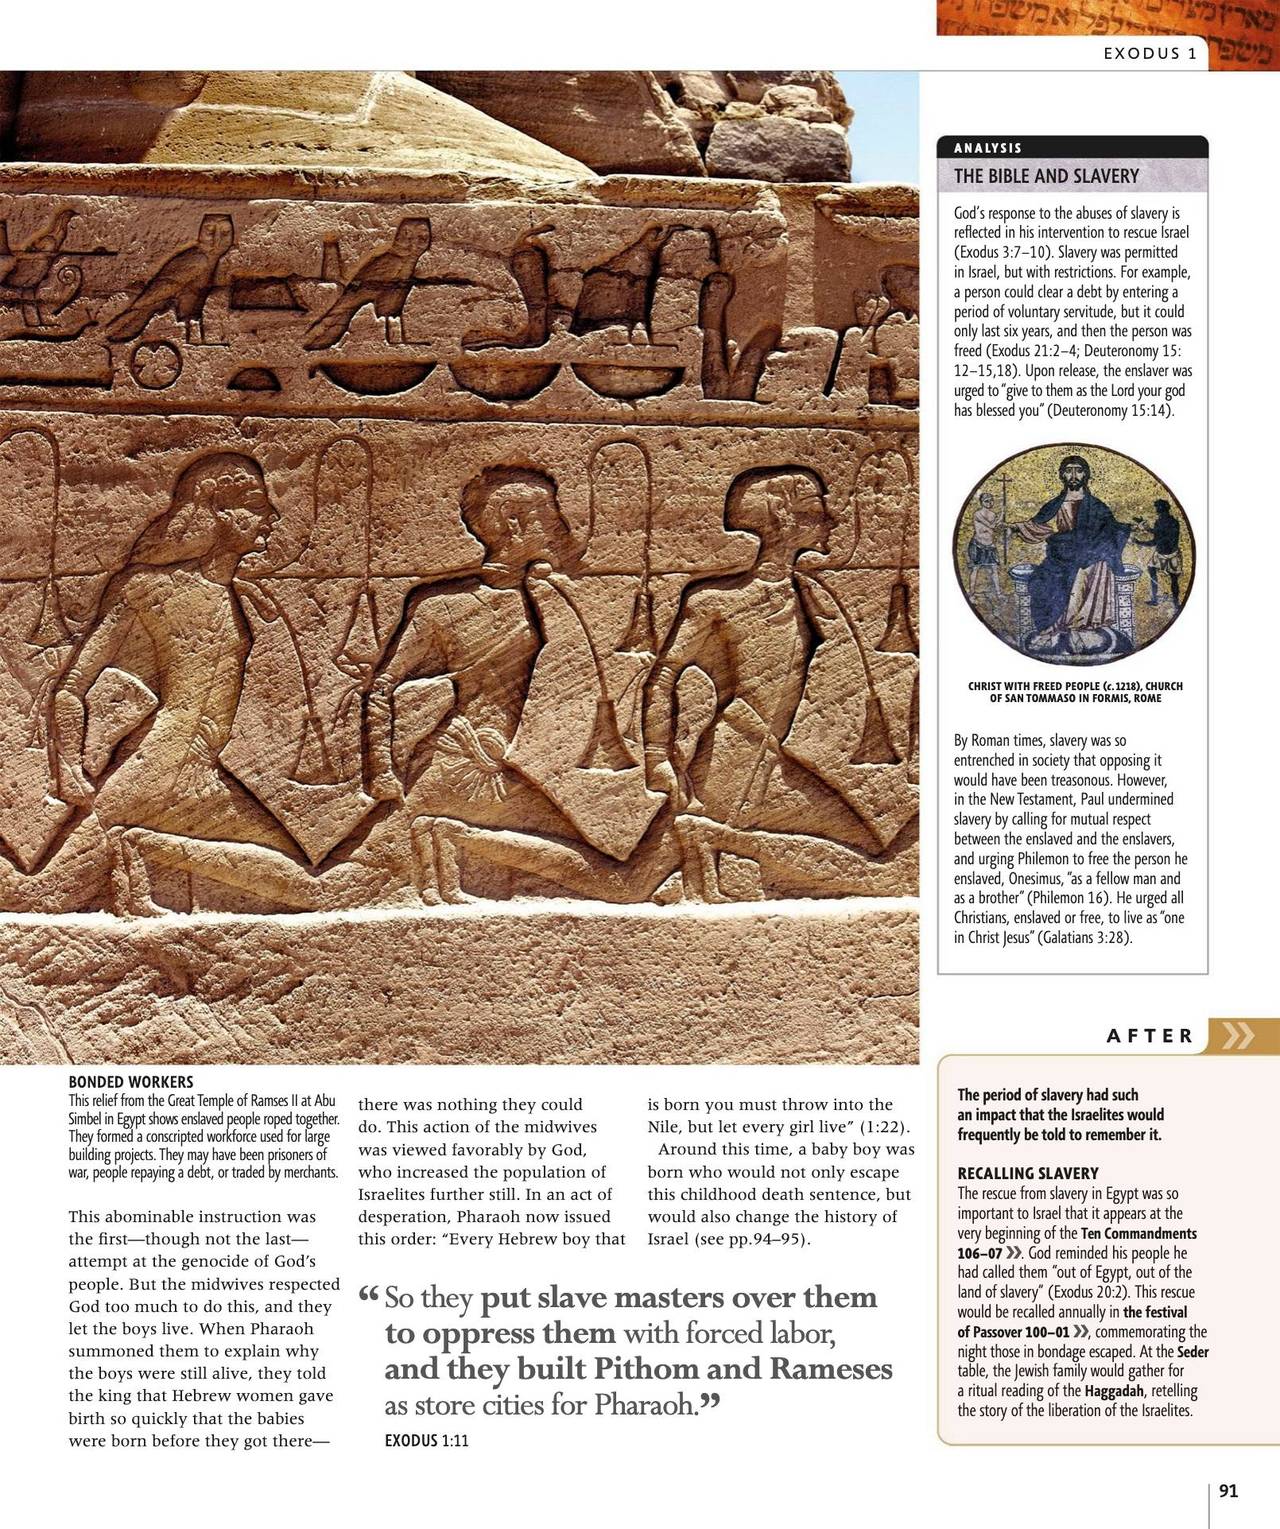 EXODUS 1
BONDED WORKERS
This relief from the Great Temple of Ramses II at Abu
Simbel in Egypt shows enslaved people roped together.
They formed a conscripted workforce used for large
building projects. They may have been prisoners of
war, people repaying a debt, or traded by merchants.
This abominable instruction was
the first—though not the last—
attempt at the genocide of God’s
people. But the midwives respected
God too much to do this, and they
let the boys live. When Pharaoh
summoned them to explain why
the boys were still alive, they told
the king that Hebrew women gave
birth so quickly that the babies
were born before they got there—
there was nothing they could
do. This action of the midwives
was viewed favorably by God,
who increased the population of
Israelites further still. In an act of
desperation, Pharaoh now issued
this order: “Every Hebrew boy that
is born you must throw into the
Nile, but let every girl live” (1:22).
Around this time, a baby boy was
born who would not only escape
this childhood death sentence, but
would also change the history of
Israel (see pp.94–95).
“So they put slave masters over them
to oppress them with forced labor,
and they built Pithom and Rameses
as store cities for Pharaoh.”
EXODUS 1:11
ANALYSIS
THE BIBLE AND SLAVERY
God’s response to the abuses of slavery is
reflected in his intervention to rescue Israel
(Exodus 3:7–10). Slavery was permitted
in Israel, but with restrictions. For example,
a person could clear a debt by entering a
period of voluntary servitude, but it could
only last six years, and then the person was
freed (Exodus 21:2–4; Deuteronomy 15:
12–15,18). Upon release, the enslaver was
urged to “give to them as the Lord your god
has blessed you” (Deuteronomy 15:14).
CHRIST WITH FREED PEOPLE (c.1218), CHURCH
OF SAN TOMMASO IN FORMIS, ROME
By Roman times, slavery was so
entrenched in society that opposing it
would have been treasonous. However,
in the New Testament, Paul undermined
slavery by calling for mutual respect
between the enslaved and the enslavers,
and urging Philemon to free the person he
enslaved, Onesimus, “as a fellow man and
as a brother” (Philemon 16). He urged all
Christians, enslaved or free, to live as “one
in Christ Jesus” (Galatians 3:28).
AFTER
The period of slavery had such
an impact that the Israelites would
frequently be told to remember it.
RECALLING SLAVERY
The rescue from slavery in Egypt was so
important to Israel that it appears at the
very beginning of the Ten Commandments
106–07 ». God reminded his people he
had called them “out of Egypt, out of the
land of slavery” (Exodus 20:2). This rescue
would be recalled annually in the festival
of Passover 100–01 », commemorating the
night those in bondage escaped. At the Seder
table, the Jewish family would gather for
a ritual reading of the Haggadah, retelling
the story of the liberation of the Israelites.
91